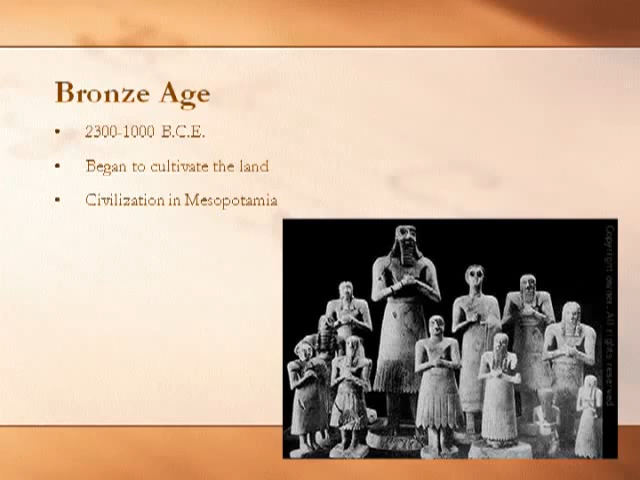 Bronze Age
• 2300-1000 B.C.E.
• Began to cultivate the land
• Civilization in Mesopotamia
Copyright owner. All rights reserved